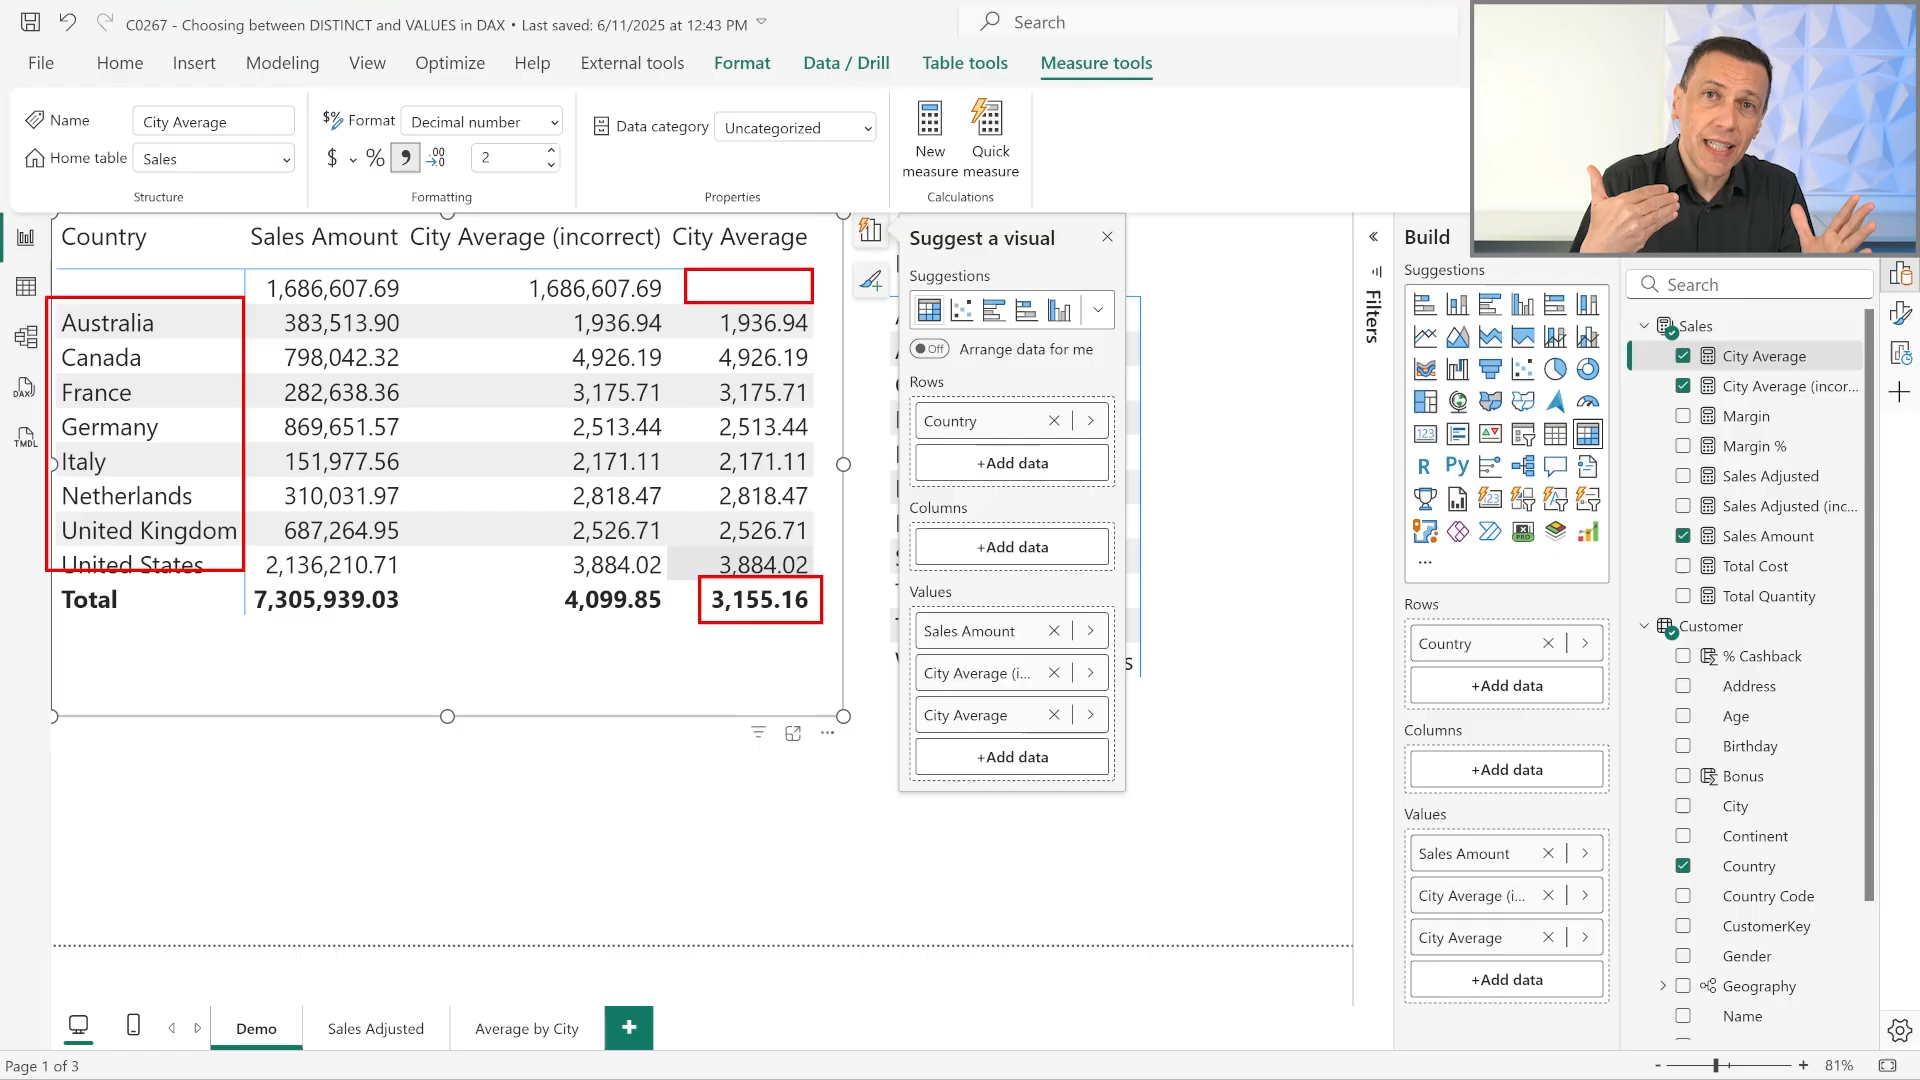 C0267 - Choosing between DISTINCT and VALUES in DAX • Last saved: 6/11/2025 at 12:43 PM
Search
File Home Insert Modeling View Optimize Help External tools Format Data / Drill Table tools Measure tools
Name City Average
Home table Sales
Structure
Format Decimal number
$ % 2
Formatting
Data category Uncategorized
Properties
New measure
Quick measure
Calculations
Country Sales Amount City Average (incorrect) City Average
1,686,607.69 1,686,607.69
Australia 383,513.90 1,936.94 1,936.94
Canada 798,042.32 4,926.19 4,926.19
France 282,638.36 3,175.71 3,175.71
Germany 869,651.57 2,513.44 2,513.44
Italy 151,977.56 2,171.11 2,171.11
Netherlands 310,031.97 2,818.47 2,818.47
United Kingdom 687,264.95 2,526.71 2,526.71
United States 2,136,210.71 3,884.02 3,884.02
Total 7,305,939.03 4,099.85 3,155.16
Suggest a visual
Suggestions
Off Arrange data for me
Rows
Country
+Add data
Columns
+Add data
Values
Sales Amount
City Average (i...
City Average
+Add data
Filters
Build
Suggestions
R Py
...
Rows
Country
+Add data
Columns
+Add data
Values
Sales Amount
City Average (i...
City Average
+Add data
Search
Sales
City Average
City Average (incor...
Margin
Margin %
Sales Adjusted
Sales Adjusted (inc...
Sales Amount
Total Cost
Total Quantity
Customer
% Cashback
Address
Age
Birthday
Bonus
City
Continent
Country
Country Code
CustomerKey
Gender
Geography
Name
DAX
TMDL
Demo Sales Adjusted Average by City +
Page 1 of 3
- + 81%